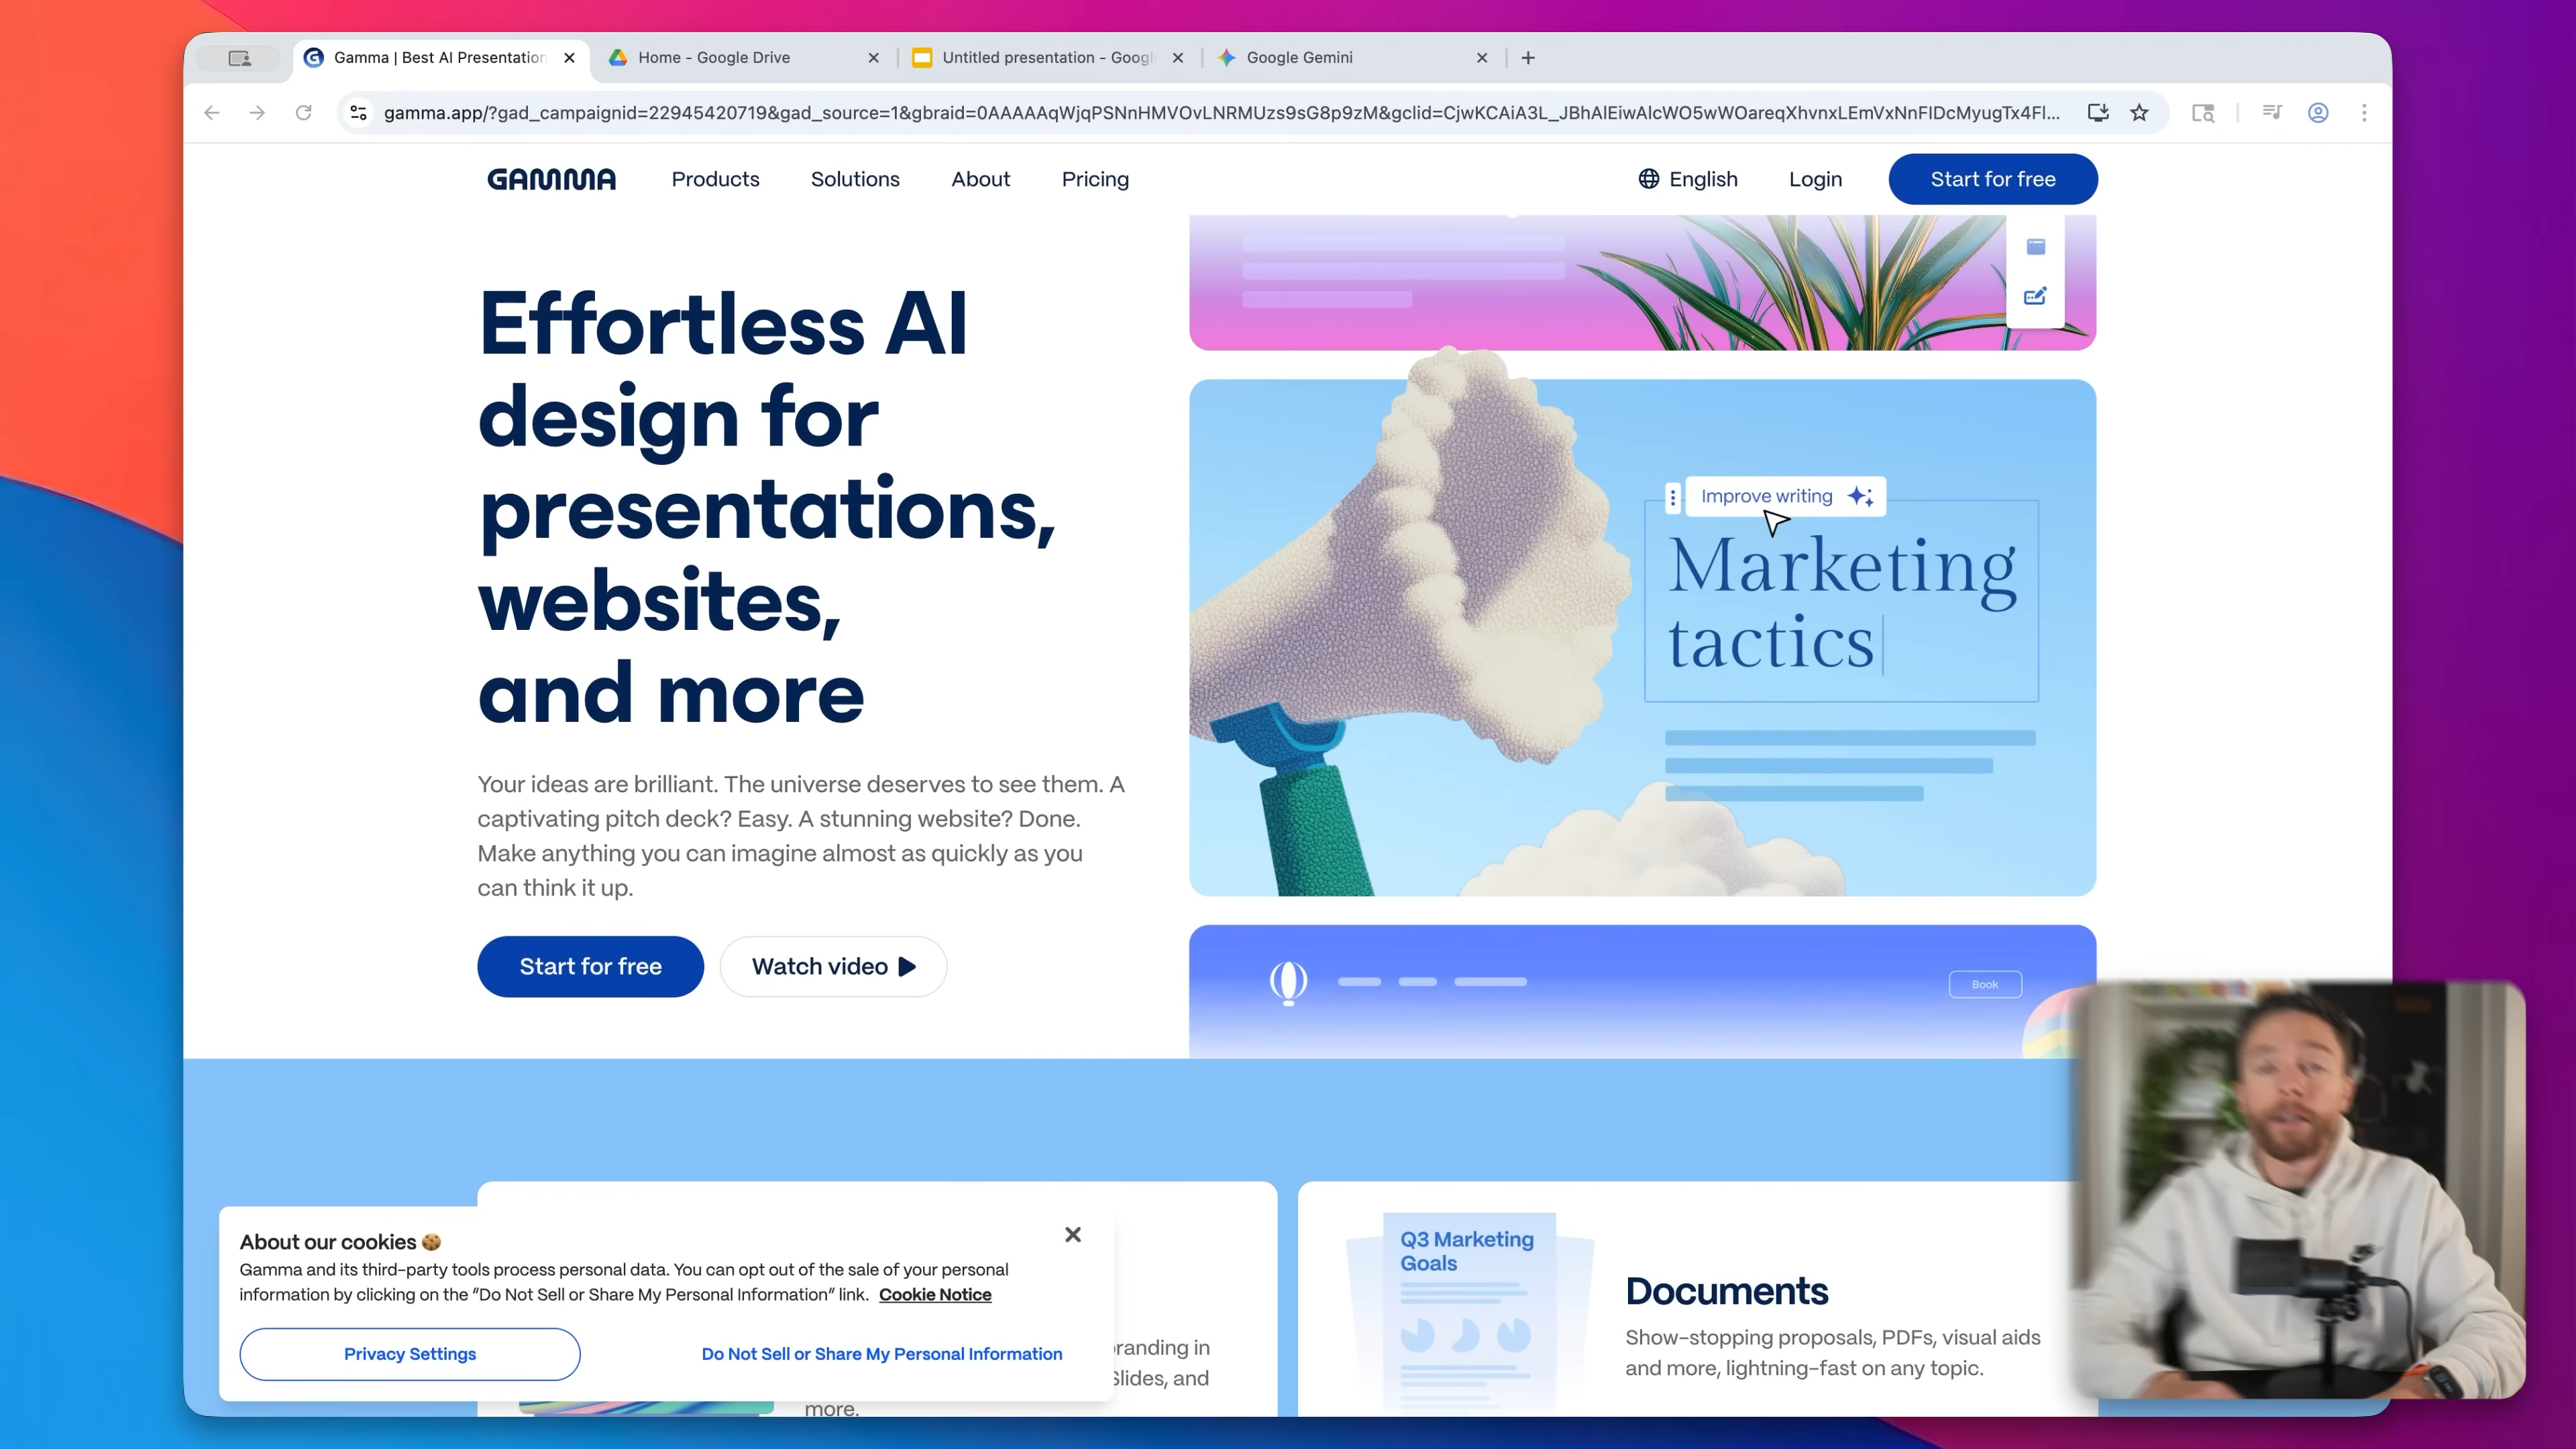 Gamma | Best AI Presentation
Home - Google Drive
Untitled presentation - Googl
Google Gemini
gamma.app/?gad_campaignid=22945420719&gad_source=1&gbraid=0AAAAAqWjqPSNnHMVOvLNRMUzs9sG8p9zM&gclid=CjwKCAiA3L_JBhAlEiwAlcWO5wWOareqXhvnxLEmVxNnFIDcMyugTx4Fl...
GAMMA
Products
Solutions
About
Pricing
English
Login
Start for free
Effortless AI
design for
presentations,
websites,
and more
Your ideas are brilliant. The universe deserves to see them. A
captivating pitch deck? Easy. A stunning website? Done.
Make anything you can imagine almost as quickly as you
can think it up.
Start for free
Watch video
Improve writing
Marketing
tactics
Book
About our cookies
Gamma and its third-party tools process personal data. You can opt out of the sale of your personal
information by clicking on the "Do Not Sell or Share My Personal Information" link. Cookie Notice
Privacy Settings
Do Not Sell or Share My Personal Information
randing in
Slides, and
more.
Q3 Marketing
Goals
Documents
Show-stopping proposals, PDFs, visual aids
and more, lightning-fast on any topic.